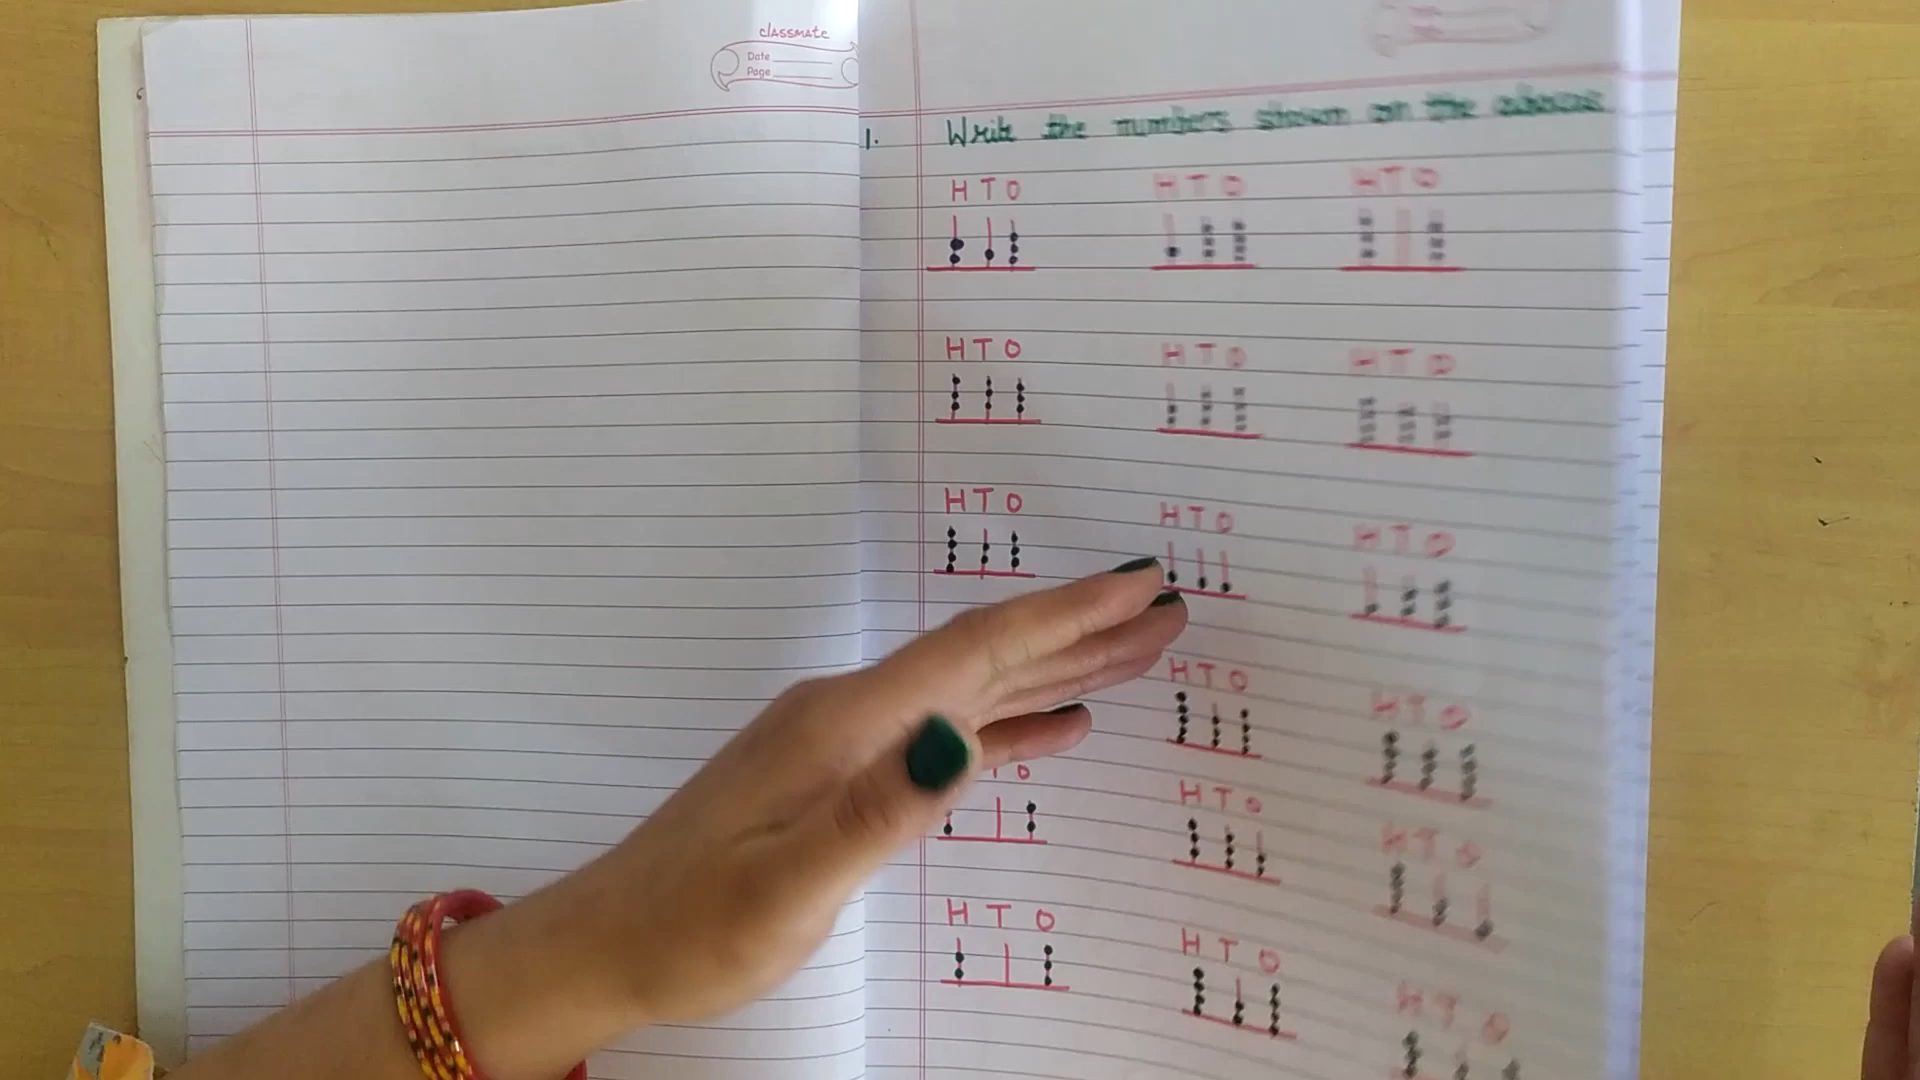 classmate
Date
Page
1. Write the numbers shown on the abacus
H T O H T O H T O
H T O H T O H T O
H T O H T O H T O
H T O H T O
T O H T O H T O
H T O H T O H T O